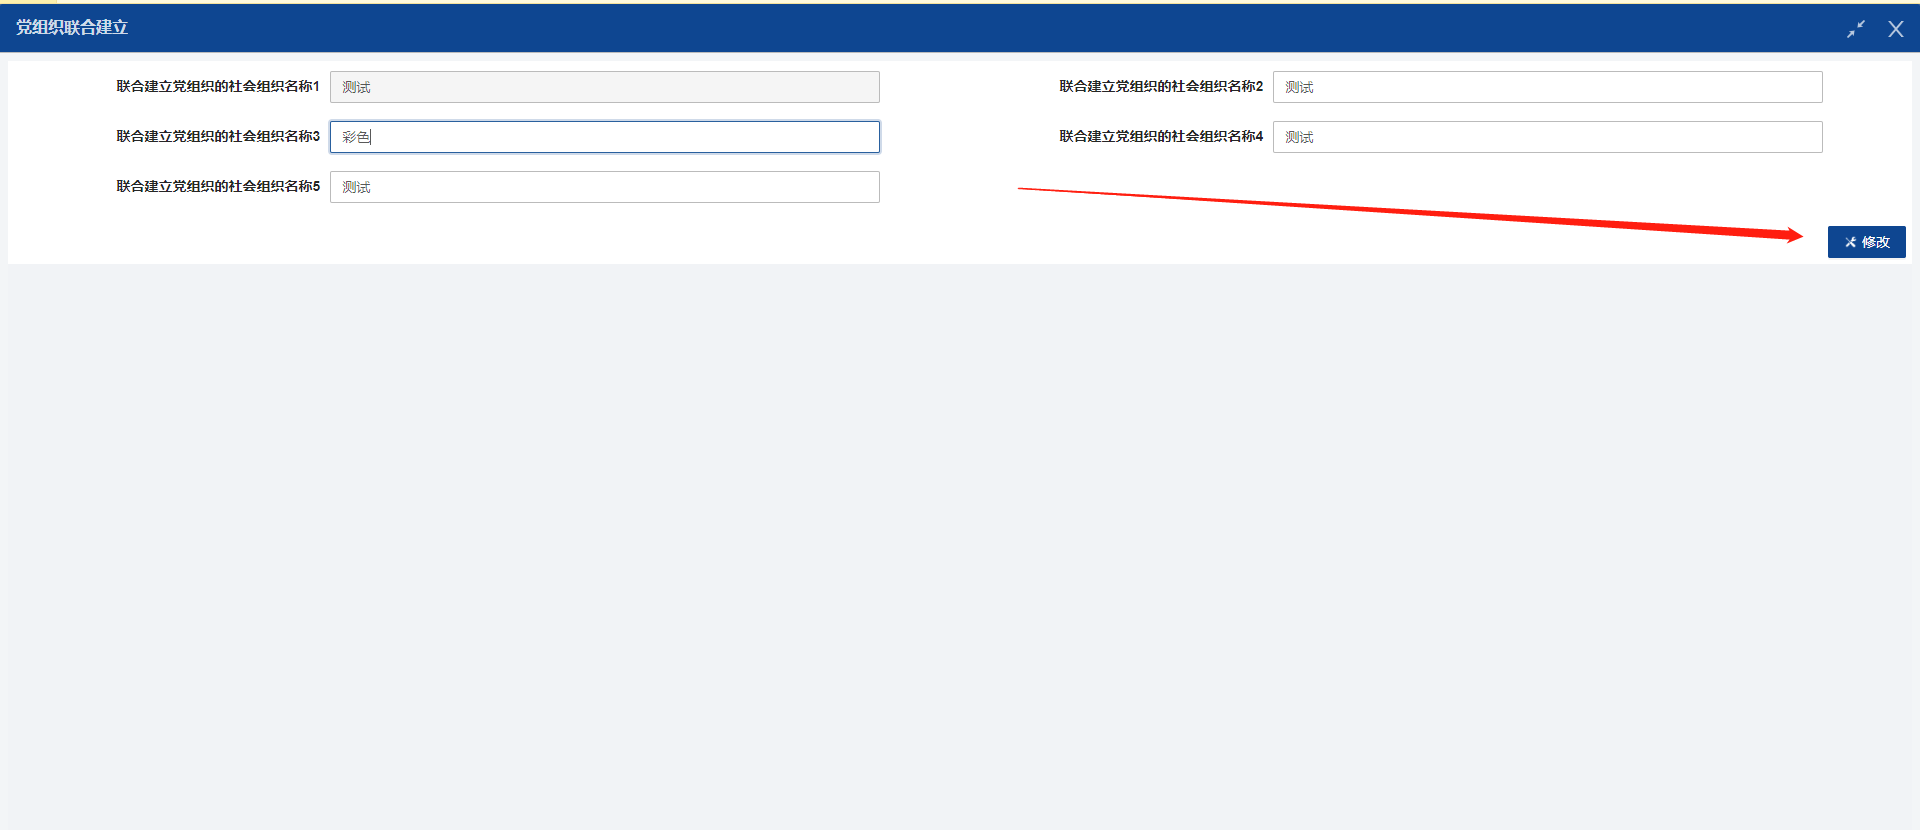 党组织联合建立
联合建立党组织的社会组织名称1 测试
联合建立党组织的社会组织名称2 测试
联合建立党组织的社会组织名称3 彩色
联合建立党组织的社会组织名称4 测试
联合建立党组织的社会组织名称5 测试
修改